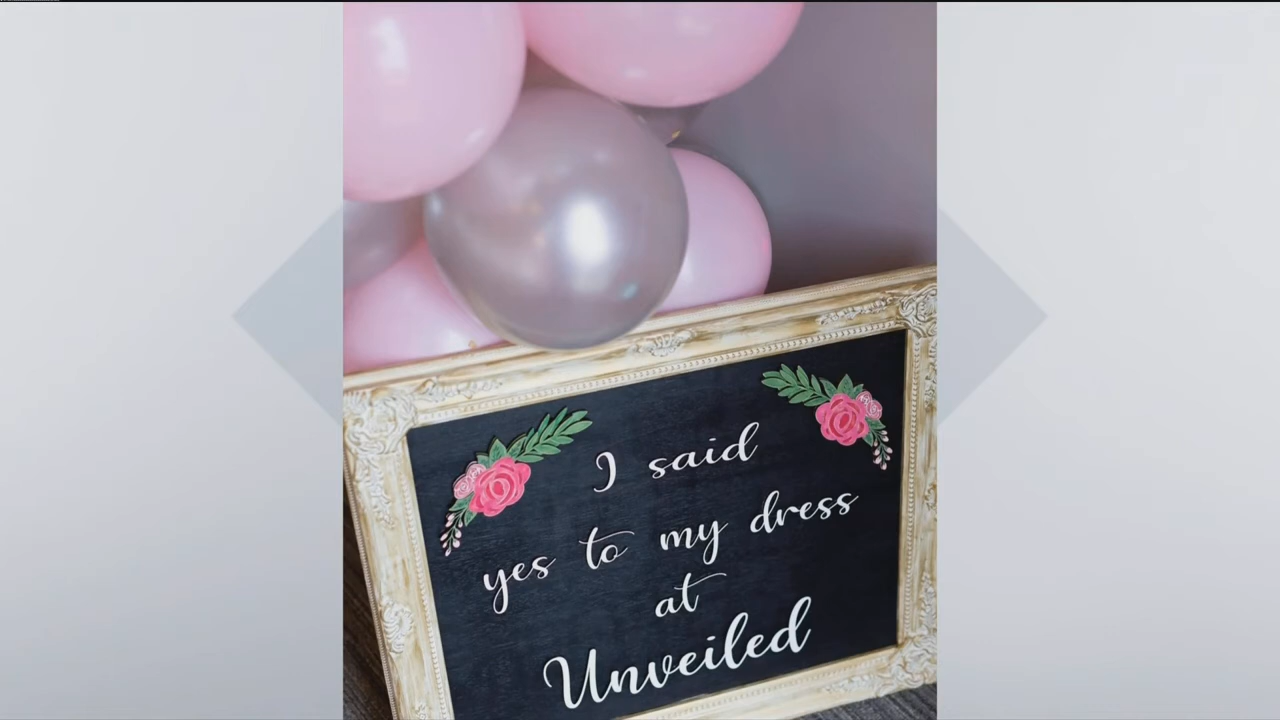 I said
yes to my dress
at
Unveiled